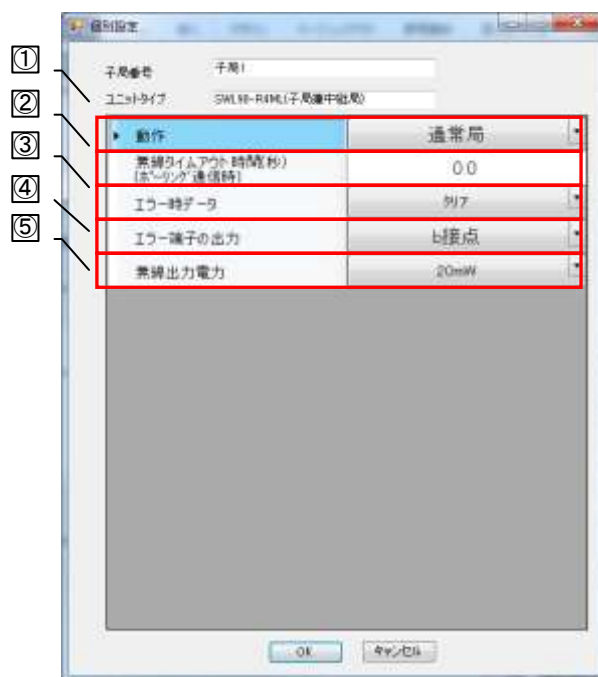 個別設定
① 子局番号 子局1
② ユニットタイプ SWL90-R4ML(子局兼中継局)
③ 動作 通常局
無線タイムアウト時間(秒) 0.0
[ポーリング通信時]
エラー時データ クリア
④ エラー端子の出力 b接点
⑤ 無線出力電力 20mW
OK キャンセル